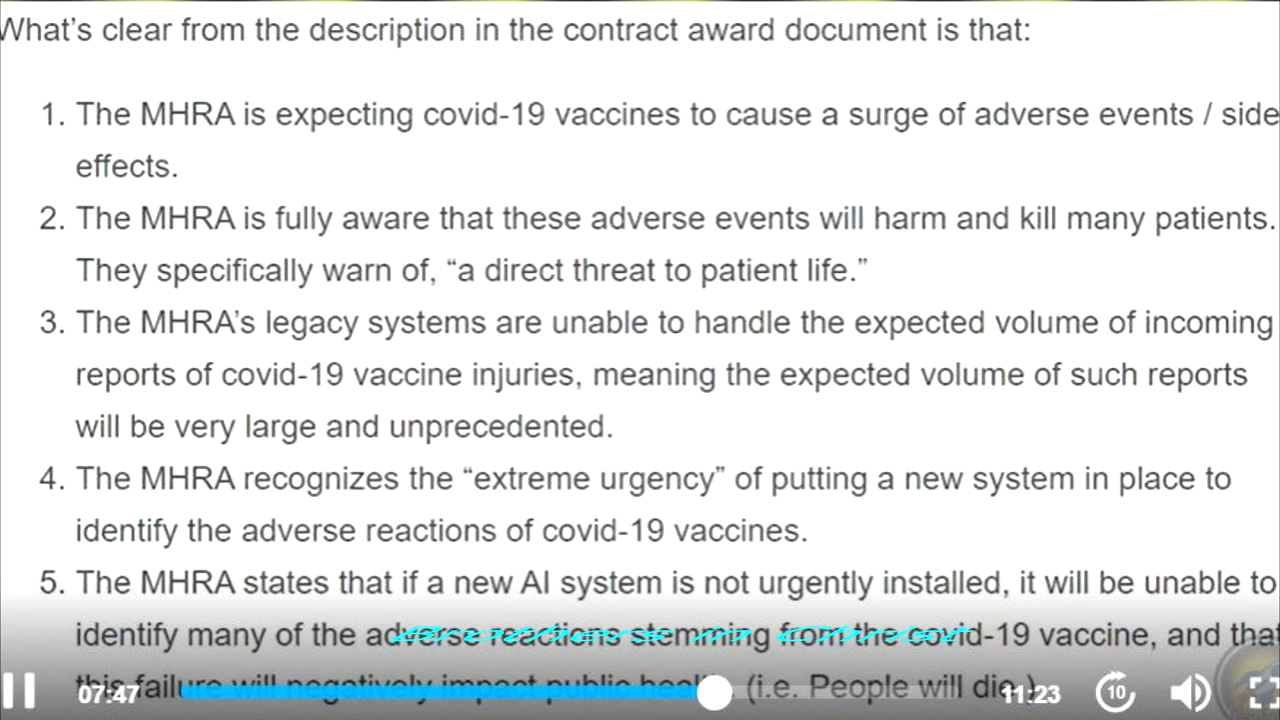 What's clear from the description in the contract award document is that:
1. The MHRA is expecting covid-19 vaccines to cause a surge of adverse events / side
effects.
2. The MHRA is fully aware that these adverse events will harm and kill many patients.
They specifically warn of, “a direct threat to patient life.”
3. The MHRA’s legacy systems are unable to handle the expected volume of incoming
reports of covid-19 vaccine injuries, meaning the expected volume of such reports
will be very large and unprecedented.
4. The MHRA recognizes the “extreme urgency” of putting a new system in place to
identify the adverse reactions of covid-19 vaccines.
5. The MHRA states that if a new AI system is not urgently installed, it will be unable to
identify many of the adverse reactions stemming from the covid-19 vaccine, and that
this failure will negatively impact public (i.e. People will die.)
07:47
11:23
10